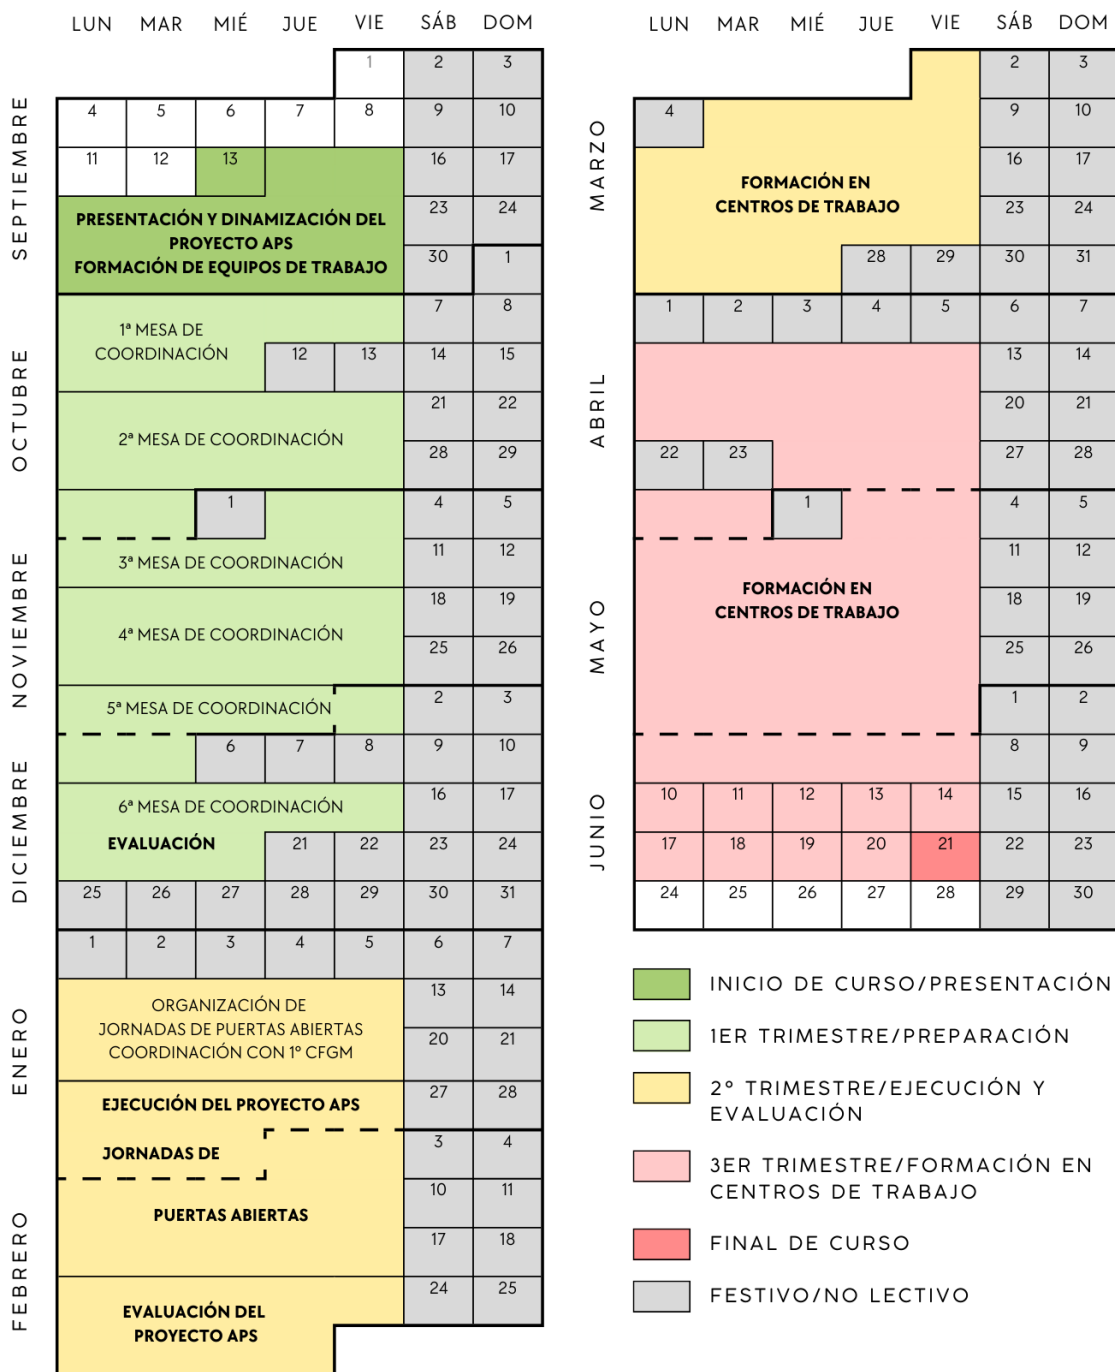 LUN MAR MIÉ JUE VIE SÁB DOM
SEPTIEMBRE
1 2 3
4 5 6 7 8 9 10
11 12 13 16 17
PRESENTACIÓN Y DINAMIZACIÓN DEL
PROYECTO APS
FORMACIÓN DE EQUIPOS DE TRABAJO
23 24
30 1
OCTUBRE
7 8
1ª MESA DE
COORDINACIÓN
12 13 14 15
21 22
2ª MESA DE COORDINACIÓN
28 29
NOVIEMBRE
1 4 5
11 12
3ª MESA DE COORDINACIÓN
18 19
4ª MESA DE COORDINACIÓN
25 26
5ª MESA DE COORDINACIÓN
2 3
DICIEMBRE
6 7 8 9 10
6ª MESA DE COORDINACIÓN
16 17
EVALUACIÓN
21 22 23 24
25 26 27 28 29 30 31
ENERO
1 2 3 4 5 6 7
ORGANIZACIÓN DE
JORNADAS DE PUERTAS ABIERTAS
COORDINACIÓN CON 1º CFGM
13 14
20 21
EJECUCIÓN DEL PROYECTO APS
27 28
JORNADAS DE
3 4
FEBRERO
10 11
PUERTAS ABIERTAS
17 18
24 25
EVALUACIÓN DEL
PROYECTO APS
LUN MAR MIÉ JUE VIE SÁB DOM
MARZO
2 3
4 9 10
16 17
FORMACIÓN EN
CENTROS DE TRABAJO
23 24
28 29 30 31
ABRIL
1 2 3 4 5 6 7
13 14
20 21
22 23 27 28
MAYO
1 4 5
11 12
FORMACIÓN EN
CENTROS DE TRABAJO
18 19
25 26
1 2
JUNIO
8 9
10 11 12 13 14 15 16
17 18 19 20 21 22 23
24 25 26 27 28 29 30
INICIO DE CURSO/PRESENTACIÓN
1ER TRIMESTRE/PREPARACIÓN
2º TRIMESTRE/EJECUCIÓN Y
EVALUACIÓN
3ER TRIMESTRE/FORMACIÓN EN
CENTROS DE TRABAJO
FINAL DE CURSO
FESTIVO/NO LECTIVO